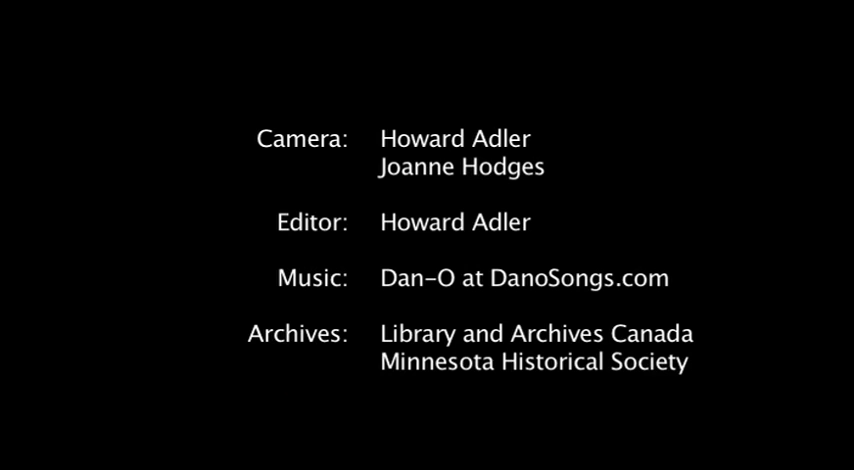 Camera: Howard Adler
Joanne Hodges
Editor: Howard Adler
Music: Dan-O at DanoSongs.com
Archives: Library and Archives Canada
Minnesota Historical Society